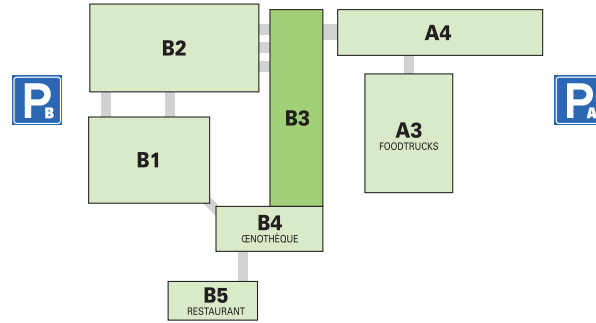 B2
B3
A4
P B
P A
B1
A3
FOODTRUCKS
B4
ŒNOTHÈQUE
B5
RESTAURANT